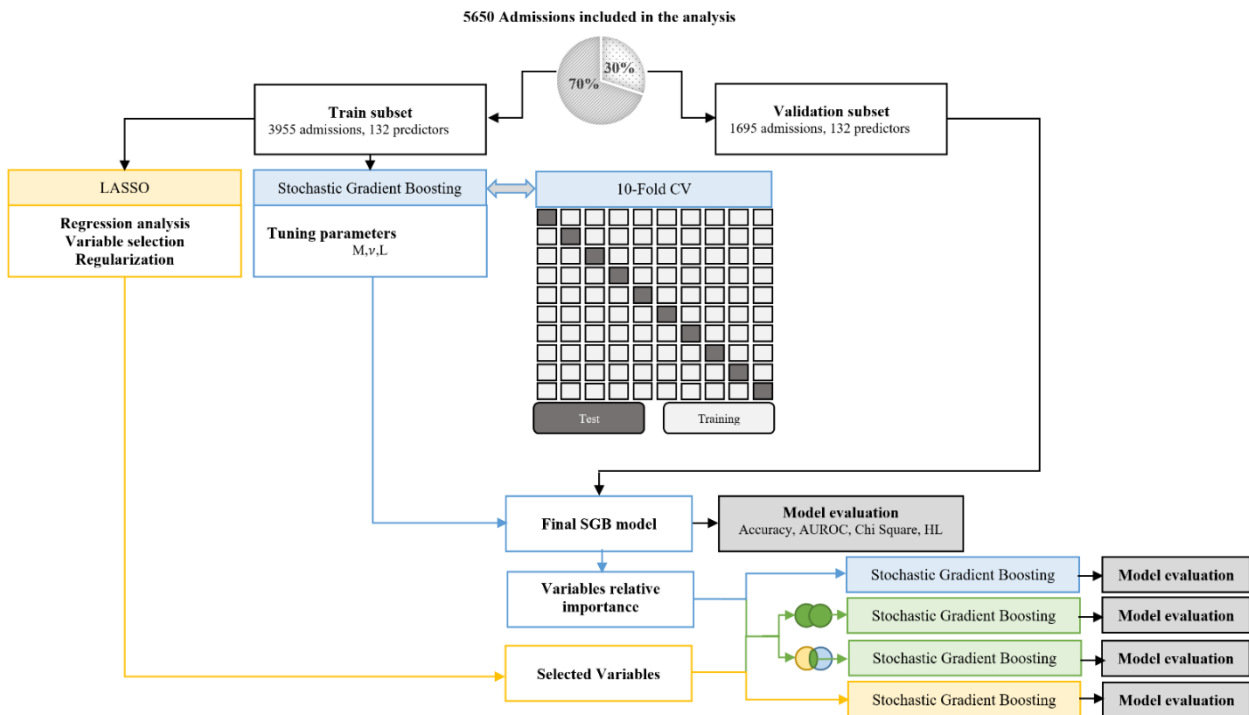 5650 Admissions included in the analysis
30%
70%
Train subset
3955 admissions, 132 predictors
Validation subset
1695 admissions, 132 predictors
LASSO
Regression analysis
Variable selection
Regularization
Stochastic Gradient Boosting
Tuning parameters
M,ν,L
10-Fold CV
Test
Training
Final SGB model
Model evaluation
Accuracy, AUROC, Chi Square, HL
Variables relative
importance
Selected Variables
Stochastic Gradient Boosting
Model evaluation
Stochastic Gradient Boosting
Model evaluation
Stochastic Gradient Boosting
Model evaluation
Stochastic Gradient Boosting
Model evaluation